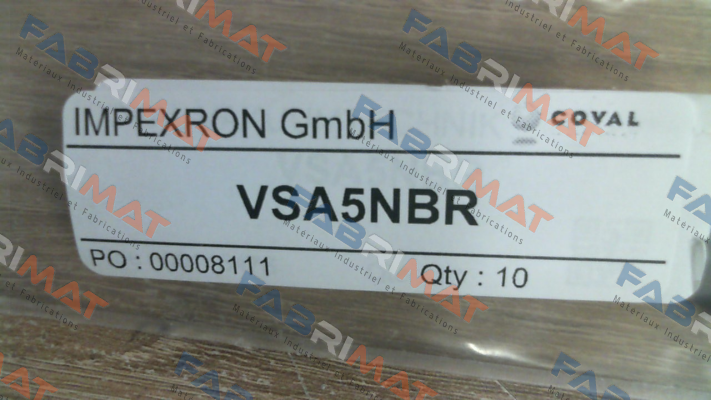 IMPEXRON GmbH
COVAL
VSA5NBR
PO : 00008111
Qty : 10
FABRIMAT
Materiaux Industriel et Fabrications